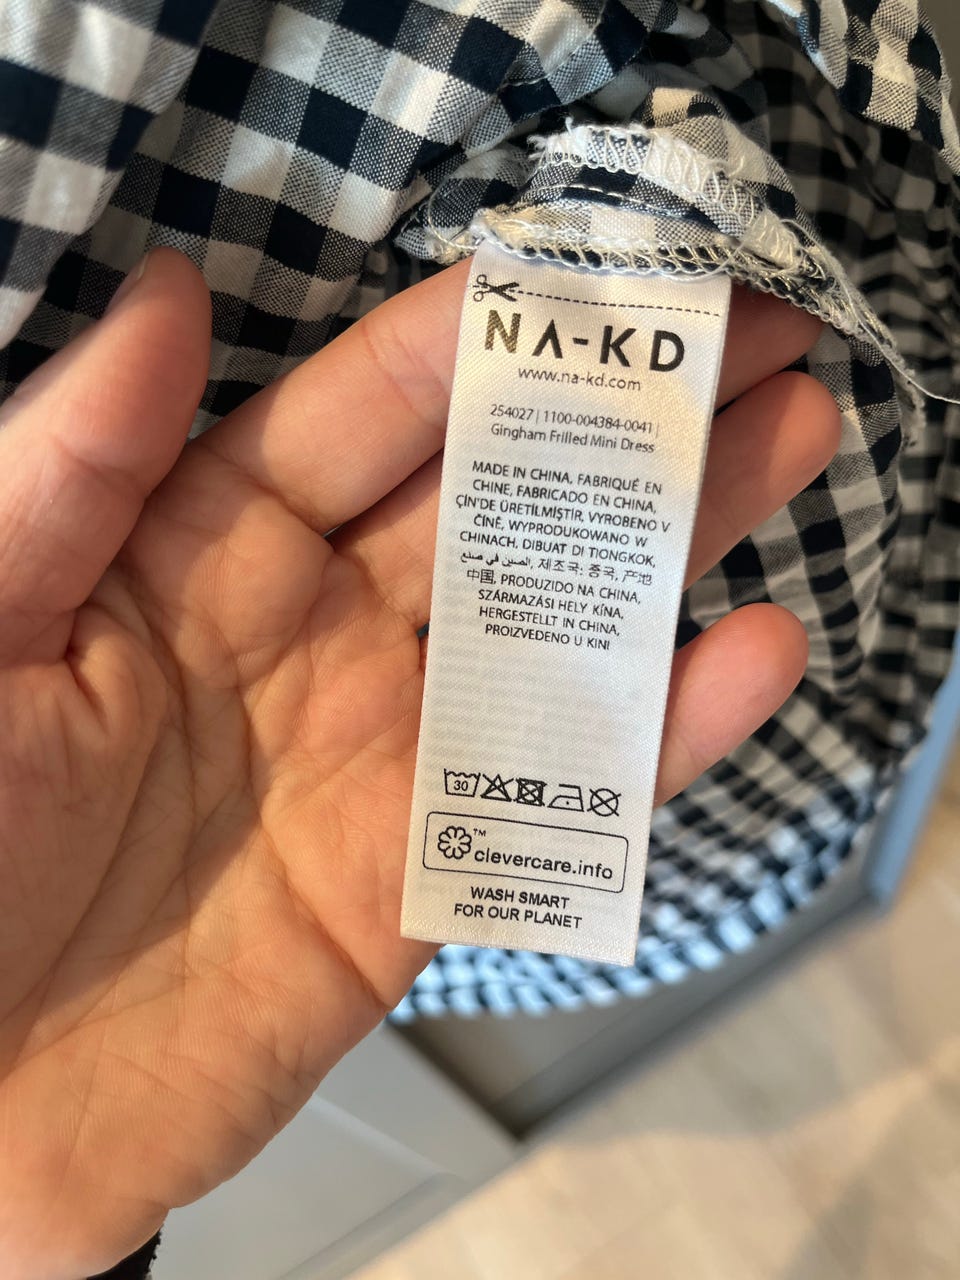 NA-KD
www.na-kd.com
254027 | 1100-004384-0041 |
Gingham Frilled Mini Dress
MADE IN CHINA, FABRIQUÉ EN
CHINE, FABRICADO EN CHINA,
ÇİN'DE ÜRETİLMİŞTİR, VYROBENO V
ČÍNĚ, WYPRODUKOWANO W
CHINACH, DIBUAT DI TIONGKOK,
الصين في صنع, 제조국: 중국, 产地
中国, PRODUZIDO NA CHINA,
SZÁRMAZÁSI HELY KÍNA,
HERGESTELLT IN CHINA,
PROIZVEDENO U KINI
30
™
clevercare.info
WASH SMART
FOR OUR PLANET